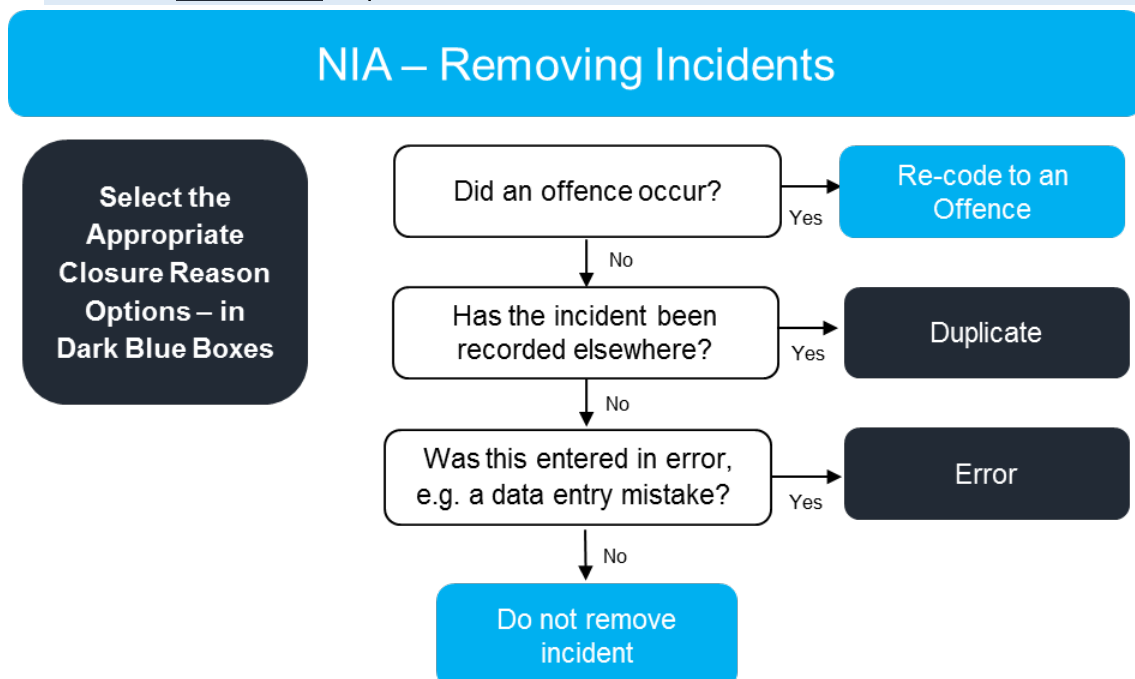 NIA – Removing Incidents
Select the
Appropriate
Closure Reason
Options – in
Dark Blue Boxes
Did an offence occur?
Yes
Re-code to an
Offence
No
Has the incident been
recorded elsewhere?
Yes
Duplicate
No
Was this entered in error,
e.g. a data entry mistake?
Yes
Error
No
Do not remove
incident